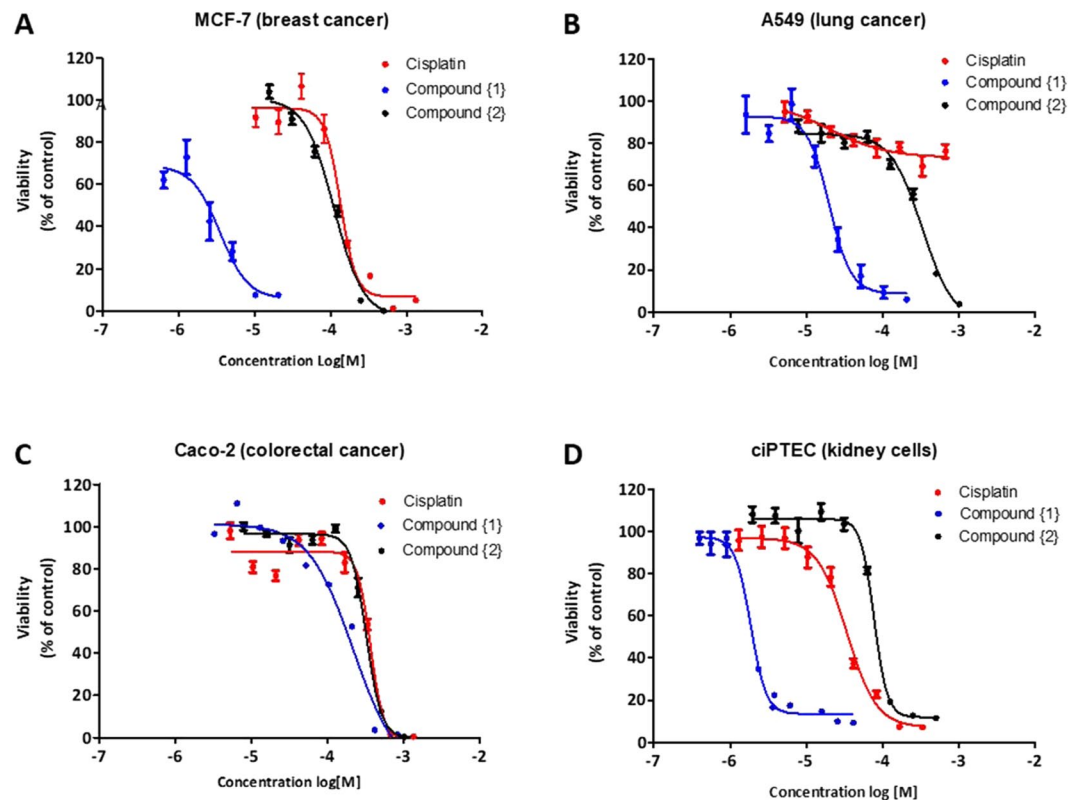 A
MCF-7 (breast cancer)
Viability
(% of control)
120
100
A
80
60
40
20
0
-7
-6
-5
-4
-3
-2
Concentration Log[M]
Cisplatin
Compound {1}
Compound {2}
B
A549 (lung cancer)
Viability
(% of control)
120
100
80
60
40
20
0
-7
-6
-5
-4
-3
-2
Concentration log [M]
Cisplatin
Compound {1}
Compound {2}
C
Caco-2 (colorectal cancer)
Viability
(% of control)
120
100
80
60
40
20
0
-7
-6
-5
-4
-3
-2
Concentration log[M]
Cisplatin
Compound {1}
Compound {2}
D
ciPTEC (kidney cells)
Viability
(% of control)
120
100
80
60
40
20
0
-7
-6
-5
-4
-3
-2
Concentration log [M]
Cisplatin
Compound {1}
Compound {2}